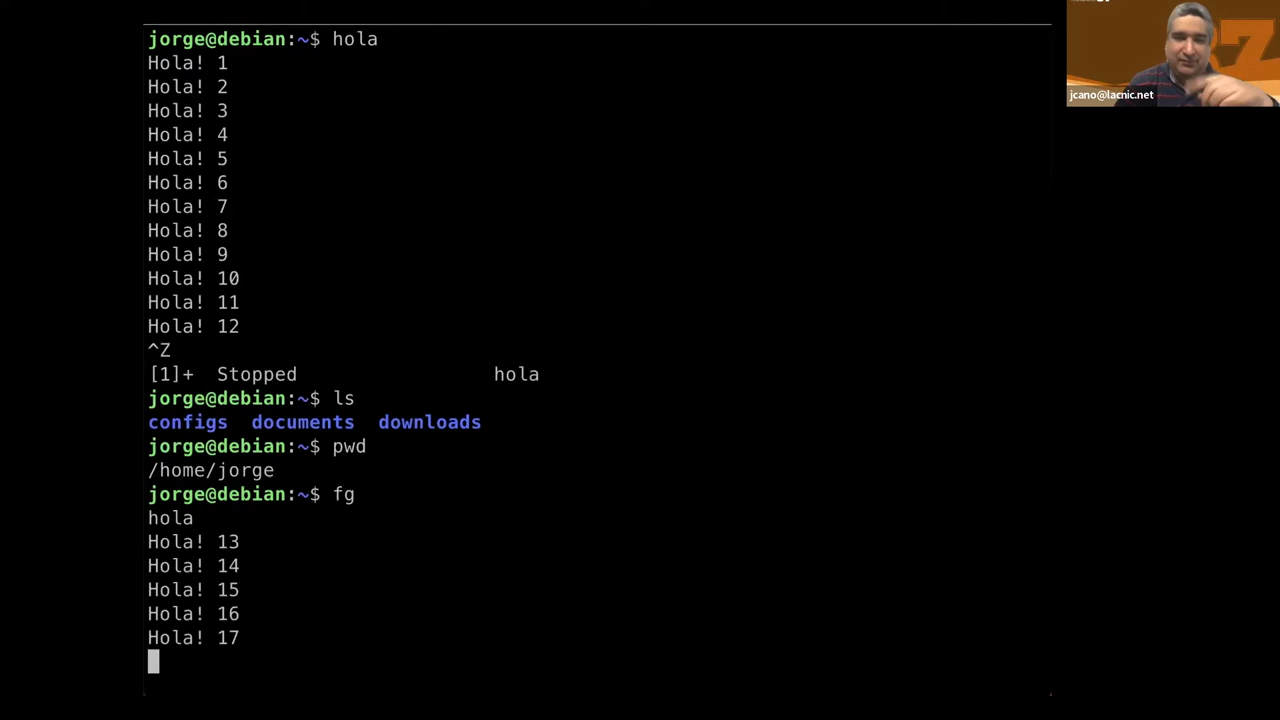 jorge@debian:~$ hola
Hola! 1
Hola! 2
Hola! 3
Hola! 4
Hola! 5
Hola! 6
Hola! 7
Hola! 8
Hola! 9
Hola! 10
Hola! 11
Hola! 12
^Z
[1]+  Stopped                 hola
jorge@debian:~$ ls
configs  documents  downloads
jorge@debian:~$ pwd
/home/jorge
jorge@debian:~$ fg
hola
Hola! 13
Hola! 14
Hola! 15
Hola! 16
Hola! 17
jcano@lacnic.net